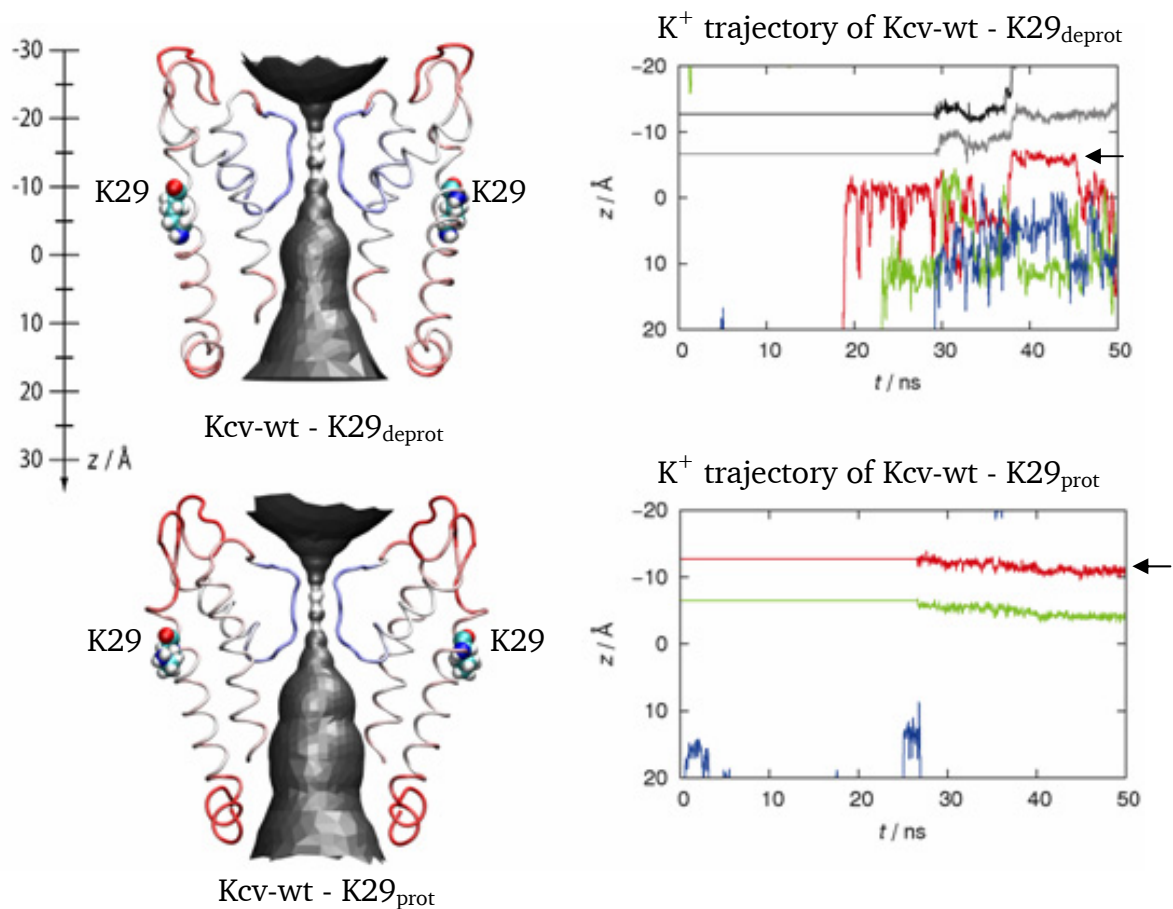 -30
-20
-10
0
10
20
30
z / Å
K29
K29
Kcv-wt - K29deprot
K+ trajectory of Kcv-wt - K29deprot
-20
-10
0
10
20
z / Å
0 10 20 30 40 50
t / ns
K29
K29
Kcv-wt - K29prot
K+ trajectory of Kcv-wt - K29prot
-20
-10
0
10
20
z / Å
0 10 20 30 40 50
t / ns